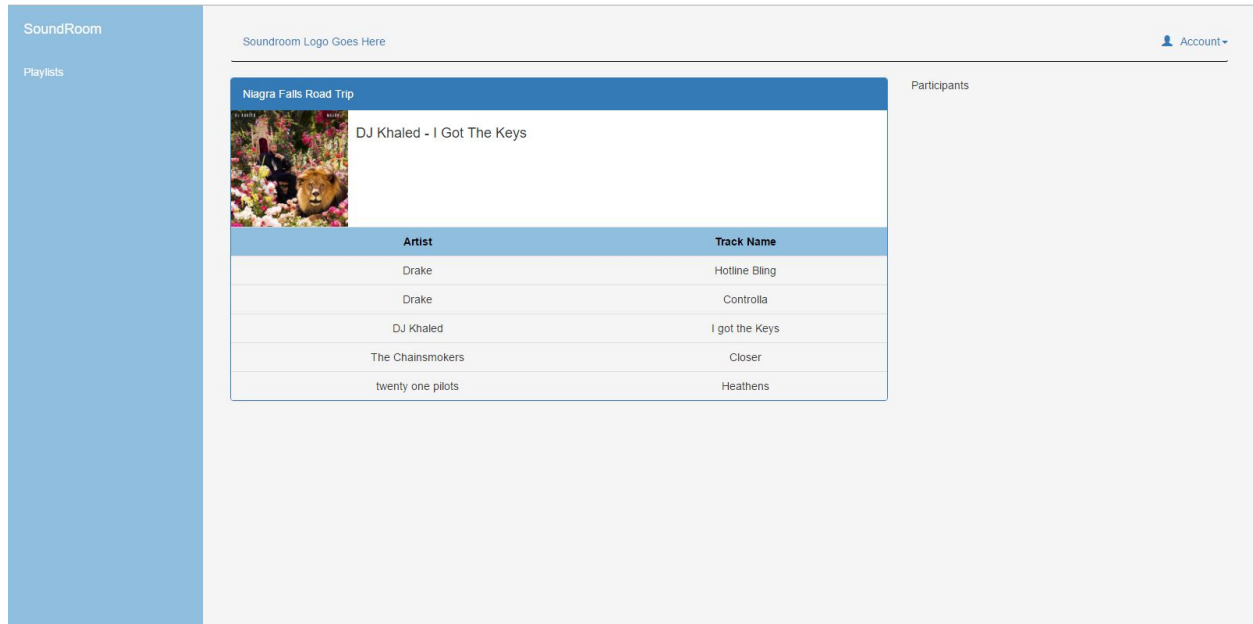 SoundRoom
Playlists
Soundroom Logo Goes Here
Account
Niagra Falls Road Trip
DJ Khaled - I Got The Keys
Artist Track Name
Drake Hotline Bling
Drake Controlla
DJ Khaled I got the Keys
The Chainsmokers Closer
twenty one pilots Heathens
Participants